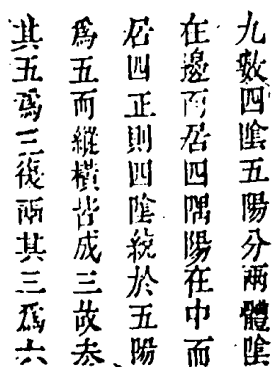 九數四陰五陽分兩體陰
在邊而居四隅陽在中而
居四正則四陰統於五陽
爲五而縱橫皆成三故叅
其五爲三復兩其三爲六